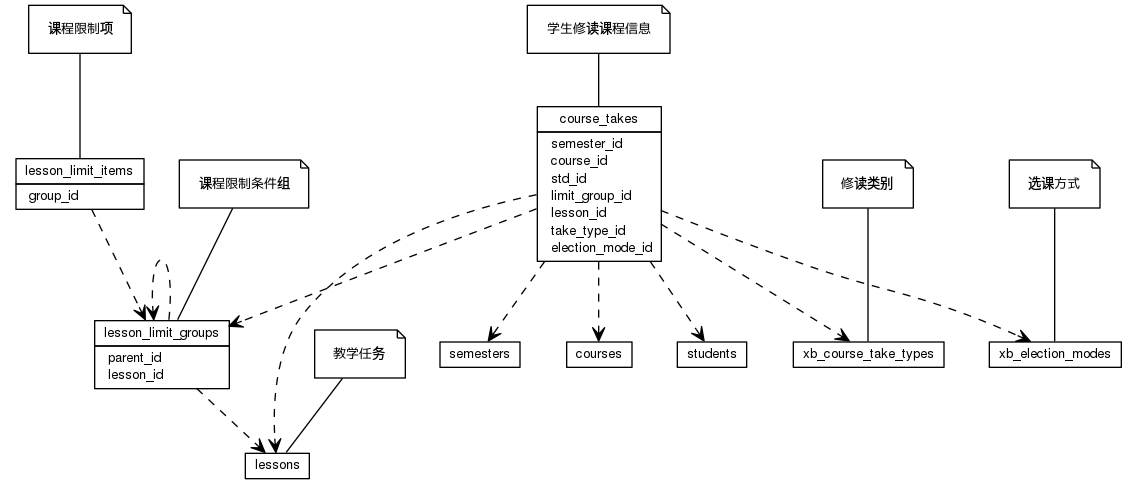 课程限制项
学生修读课程信息
course_takes
semester_id
course_id
std_id
limit_group_id
lesson_id
take_type_id
election_mode_id
lesson_limit_items
group_id
课程限制条件组
修读类别
选课方式
lesson_limit_groups
parent_id
lesson_id
教学任务
semesters
courses
students
xb_course_take_types
xb_election_modes
lessons